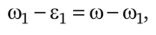 ω₁ − ε₁ = ω − ω₁,